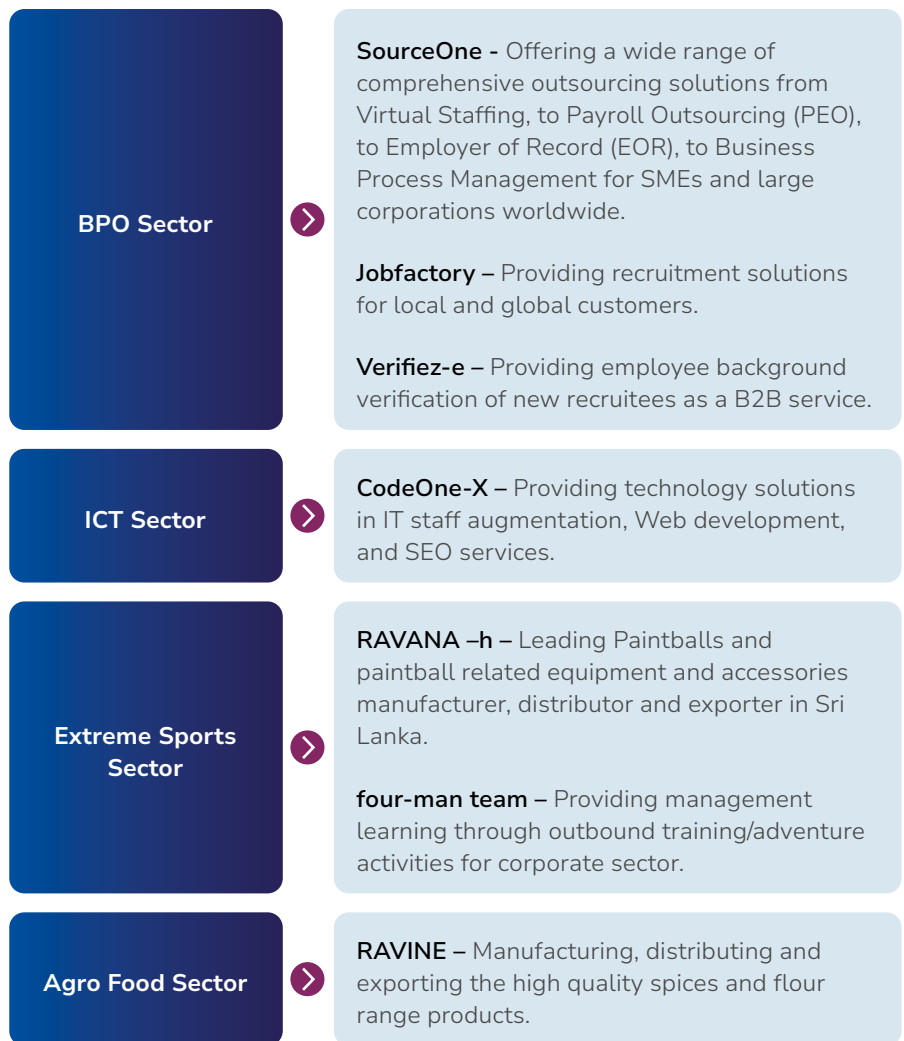 BPO Sector
SourceOne - Offering a wide range of
comprehensive outsourcing solutions from
Virtual Staffing, to Payroll Outsourcing (PEO),
to Employer of Record (EOR), to Business
Process Management for SMEs and large
corporations worldwide.
Jobfactory – Providing recruitment solutions
for local and global customers.
Verifiez-e – Providing employee background
verification of new recruitees as a B2B service.
ICT Sector
CodeOne-X – Providing technology solutions
in IT staff augmentation, Web development,
and SEO services.
Extreme Sports
Sector
RAVANA –h – Leading Paintballs and
paintball related equipment and accessories
manufacturer, distributor and exporter in Sri
Lanka.
four-man team – Providing management
learning through outbound training/adventure
activities for corporate sector.
Agro Food Sector
RAVINE – Manufacturing, distributing and
exporting the high quality spices and flour
range products.